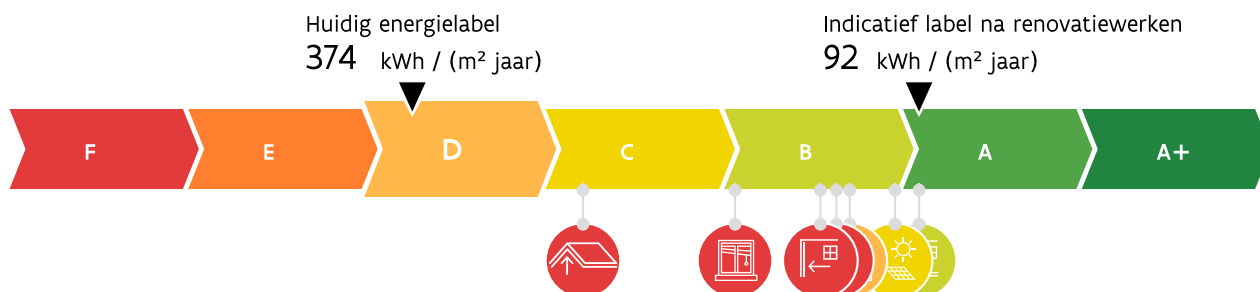 Huidig energielabel
374 kWh / (m² jaar)
Indicatief label na renovatiewerken
92 kWh / (m² jaar)
F E D C B A A+